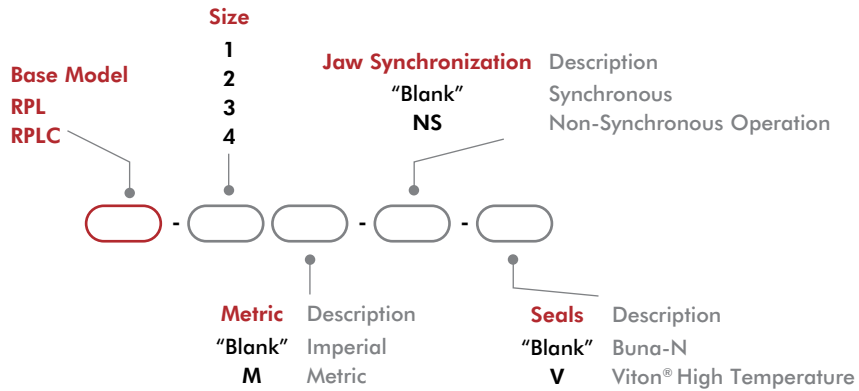 Size
1
2
3
4
Base Model
RPL
RPLC
Jaw Synchronization Description
"Blank" Synchronous
NS Non-Synchronous Operation
- - -
Metric Description
"Blank" Imperial
M Metric
Seals Description
"Blank" Buna-N
V Viton® High Temperature